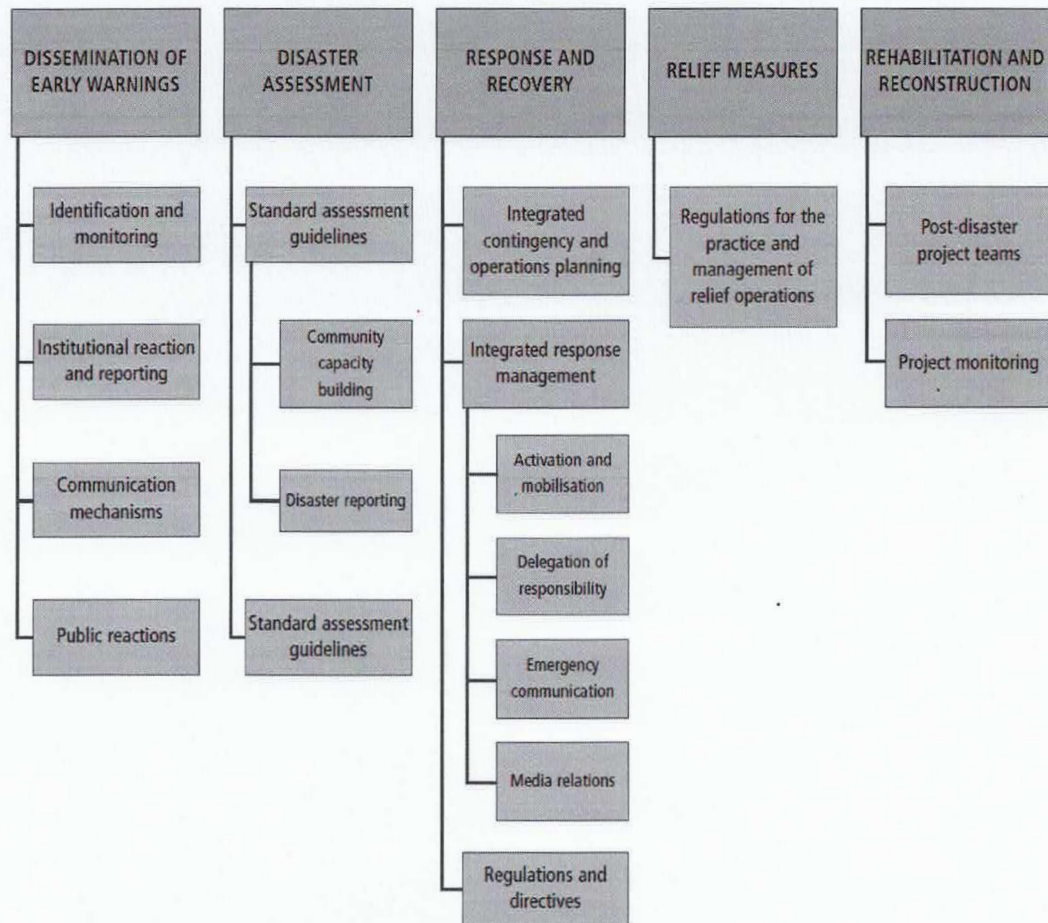 DISSEMINATION OF
EARLY WARNINGS
Identification and
monitoring
Institutional reaction
and reporting
Communication
mechanisms
Public reactions
DISASTER
ASSESSMENT
Standard assessment
guidelines
Community
capacity
building
Disaster reporting
Standard assessment
guidelines
RESPONSE AND
RECOVERY
Integrated
contingency and
operations planning
Integrated response
management
Activation and
mobilisation
Delegation of
responsibility
Emergency
communication
Media relations
Regulations and
directives
RELIEF MEASURES
Regulations for the
practice and
management of
relief operations
REHABILITATION AND
RECONSTRUCTION
Post-disaster
project teams
Project monitoring